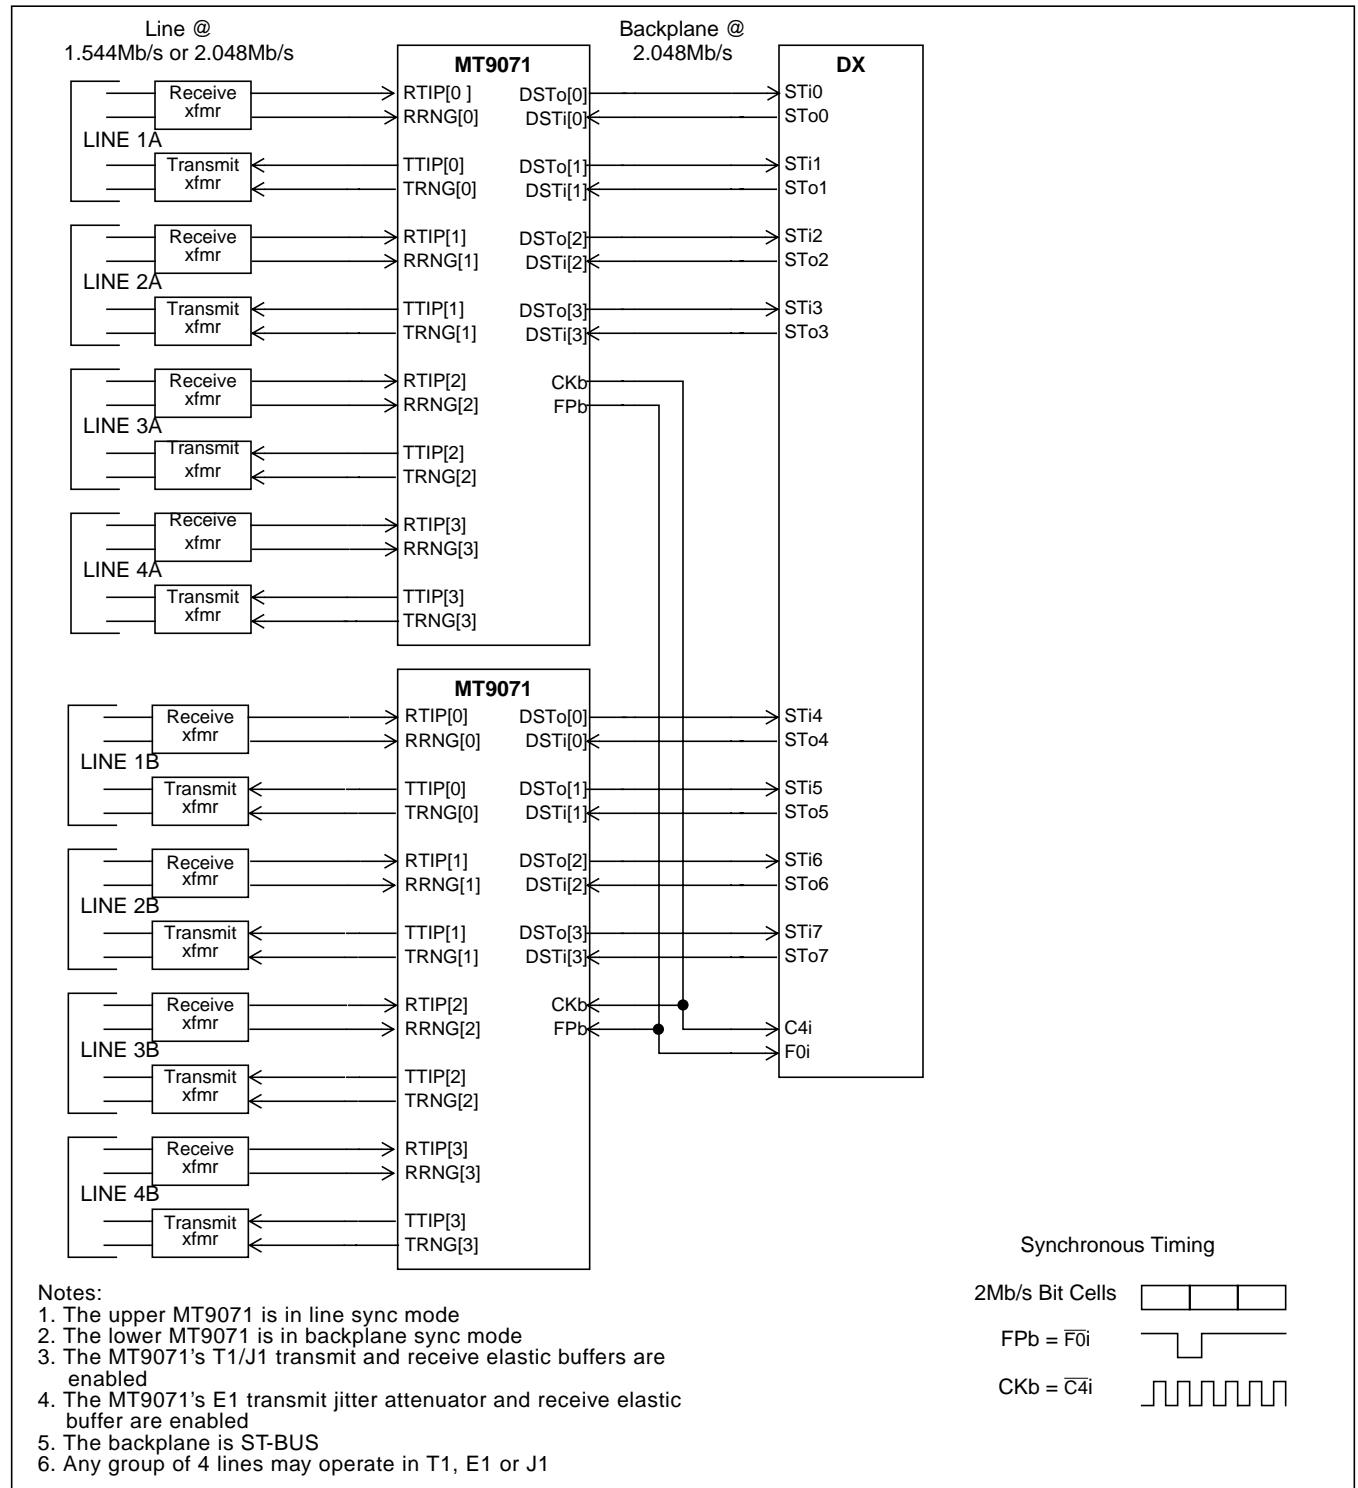 Line @
1.544Mb/s or 2.048Mb/s
Backplane @
2.048Mb/s
MT9071
DX
Receive
xfmr
RTIP[0 ]
DSTo[0]
STi0
RRNG[0]
DSTi[0]
STo0
LINE 1A
Transmit
xfmr
TTIP[0]
DSTo[1]
STi1
TRNG[0]
DSTi[1]
STo1
Receive
xfmr
RTIP[1]
DSTo[2]
STi2
RRNG[1]
DSTi[2]
STo2
LINE 2A
Transmit
xfmr
TTIP[1]
DSTo[3]
STi3
TRNG[1]
DSTi[3]
STo3
Receive
xfmr
RTIP[2]
CKb
RRNG[2]
FPb
LINE 3A
Transmit
xfmr
TTIP[2]
TRNG[2]
Receive
xfmr
RTIP[3]
RRNG[3]
LINE 4A
Transmit
xfmr
TTIP[3]
TRNG[3]
MT9071
Receive
xfmr
RTIP[0]
DSTo[0]
STi4
RRNG[0]
DSTi[0]
STo4
LINE 1B
Transmit
xfmr
TTIP[0]
DSTo[1]
STi5
TRNG[0]
DSTi[1]
STo5
Receive
xfmr
RTIP[1]
DSTo[2]
STi6
RRNG[1]
DSTi[2]
STo6
LINE 2B
Transmit
xfmr
TTIP[1]
DSTo[3]
STi7
TRNG[1]
DSTi[3]
STo7
Receive
xfmr
RTIP[2]
CKb
RRNG[2]
FPb
C4i
F0i
LINE 3B
Transmit
xfmr
TTIP[2]
TRNG[2]
Receive
xfmr
RTIP[3]
RRNG[3]
LINE 4B
Transmit
xfmr
TTIP[3]
TRNG[3]
Synchronous Timing
2Mb/s Bit Cells
FPb = F̅0̅i
CKb = C̅4̅i
Notes:
1. The upper MT9071 is in line sync mode
2. The lower MT9071 is in backplane sync mode
3. The MT9071's T1/J1 transmit and receive elastic buffers are
enabled
4. The MT9071's E1 transmit jitter attenuator and receive elastic
buffer are enabled
5. The backplane is ST-BUS
6. Any group of 4 lines may operate in T1, E1 or J1